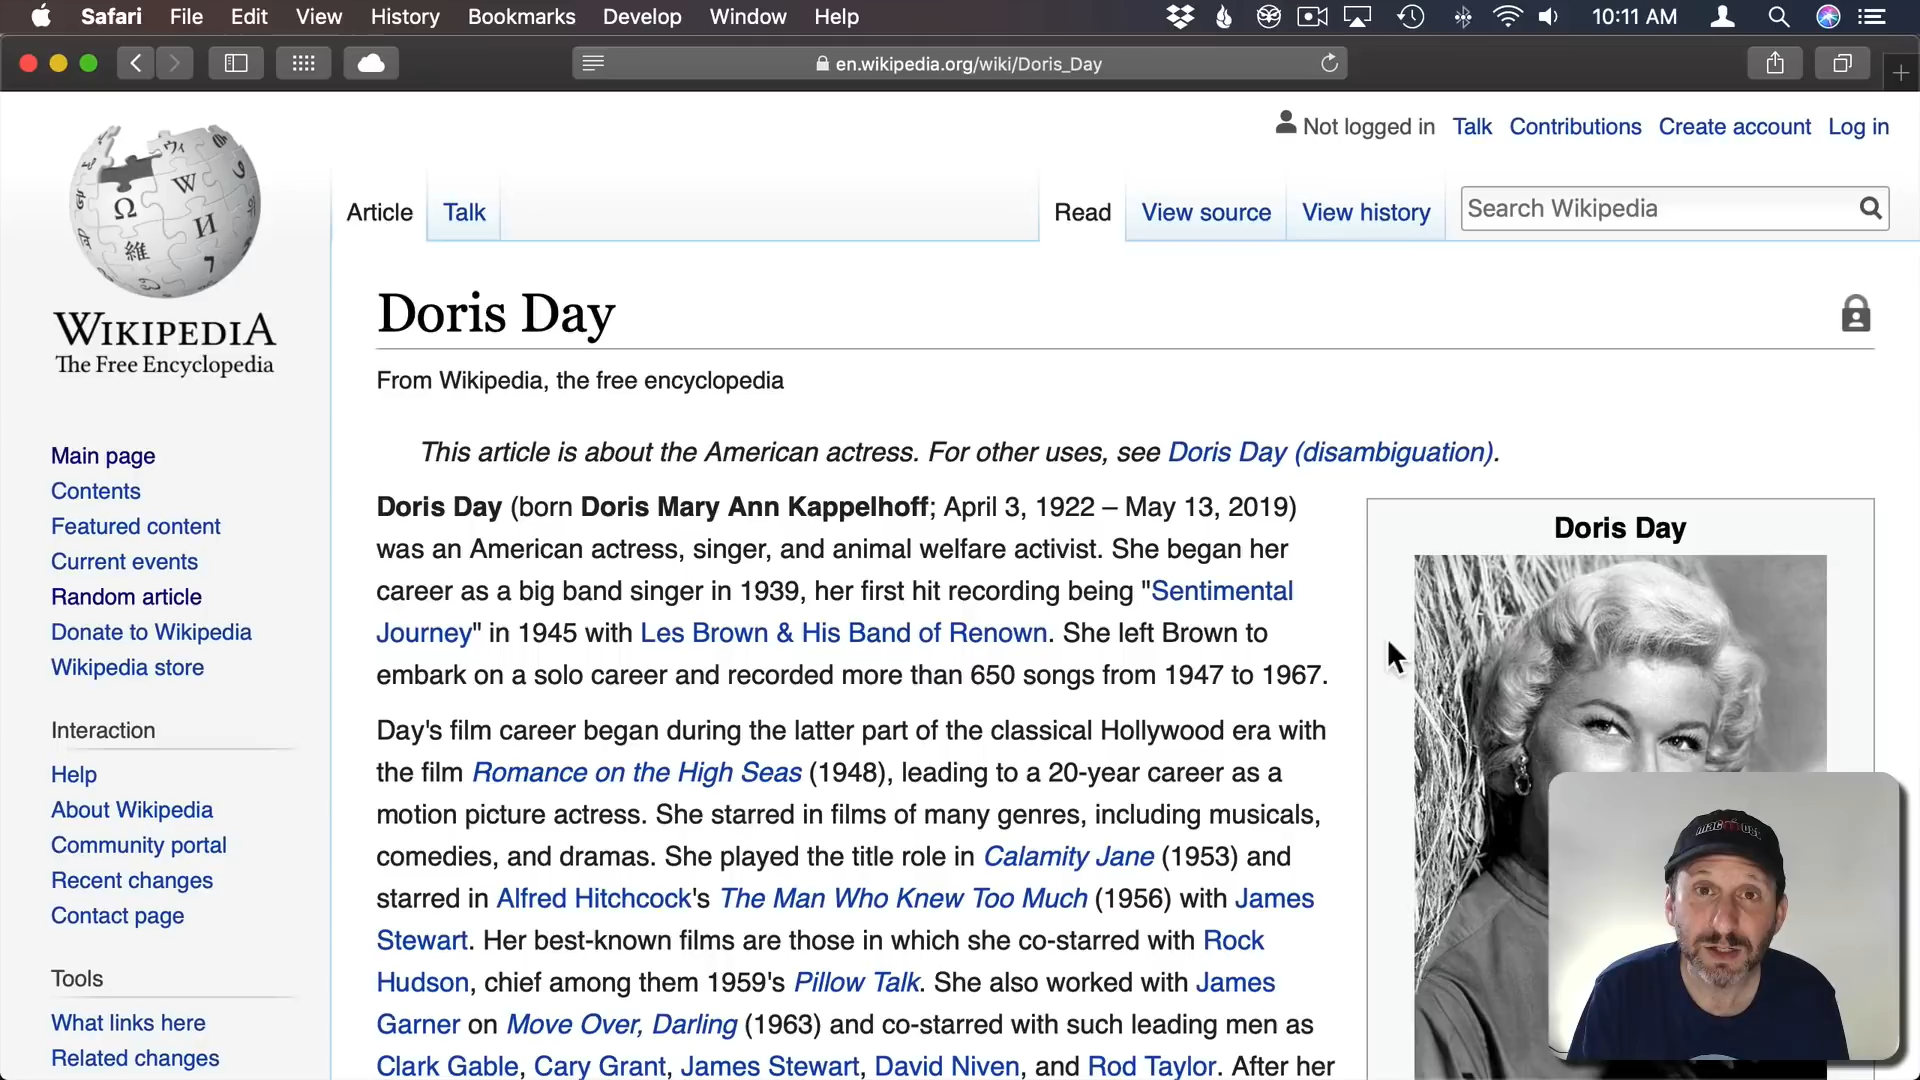 Safari File Edit View History Bookmarks Develop Window Help 10:11 AM
en.wikipedia.org/wiki/Doris_Day
Not logged in Talk Contributions Create account Log in
Article Talk Read View source View history Search Wikipedia
WIKIPEDIA
The Free Encyclopedia
Main page
Contents
Featured content
Current events
Random article
Donate to Wikipedia
Wikipedia store
Interaction
Help
About Wikipedia
Community portal
Recent changes
Contact page
Tools
What links here
Related changes
Doris Day
From Wikipedia, the free encyclopedia
This article is about the American actress. For other uses, see Doris Day (disambiguation).
Doris Day (born Doris Mary Ann Kappelhoff; April 3, 1922 – May 13, 2019)
was an American actress, singer, and animal welfare activist. She began her
career as a big band singer in 1939, her first hit recording being "Sentimental
Journey" in 1945 with Les Brown & His Band of Renown. She left Brown to
embark on a solo career and recorded more than 650 songs from 1947 to 1967.
Day's film career began during the latter part of the classical Hollywood era with
the film Romance on the High Seas (1948), leading to a 20-year career as a
motion picture actress. She starred in films of many genres, including musicals,
comedies, and dramas. She played the title role in Calamity Jane (1953) and
starred in Alfred Hitchcock's The Man Who Knew Too Much (1956) with James
Stewart. Her best-known films are those in which she co-starred with Rock
Hudson, chief among them 1959's Pillow Talk. She also worked with James
Garner on Move Over, Darling (1963) and co-starred with such leading men as
Clark Gable, Cary Grant, James Stewart, David Niven, and Rod Taylor. After her
Doris Day